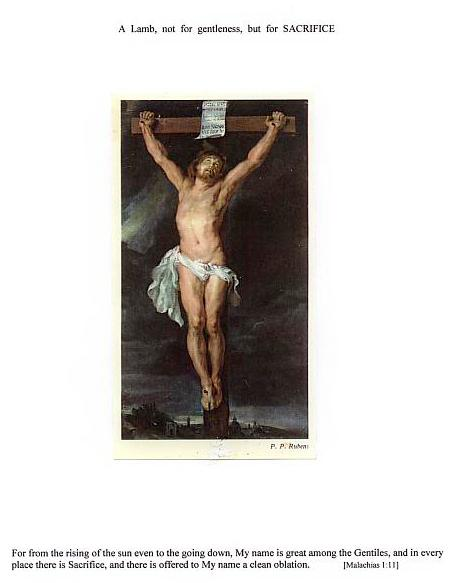 A Lamb, not for gentleness, but for SACRIFICE
P. P. Rubens
For from the rising of the sun even to the going down, My name is great among the Gentiles, and in every
place there is Sacrifice, and there is offered to My name a clean oblation. [Malachias 1:11]